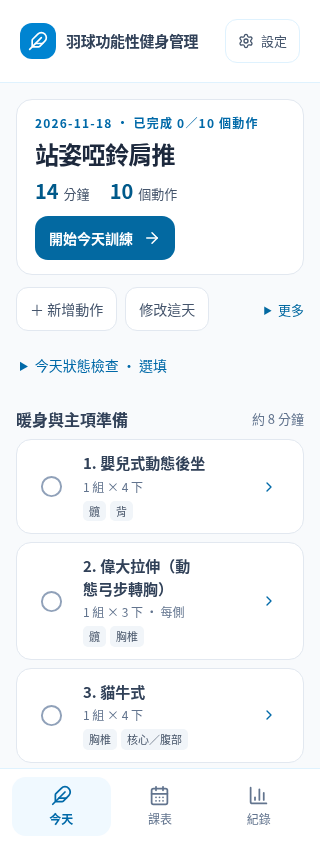 羽球功能性健身管理
設定
2026-11-18 · 已完成 0／10 個動作
站姿啞鈴肩推
14 分鐘 10 個動作
開始今天訓練
＋ 新增動作
修改這天
更多
今天狀態檢查 · 選填
暖身與主項準備
約 8 分鐘
1. 嬰兒式動態後坐
1 組 × 4 下
髖 背
2. 偉大拉伸（動
態弓步轉胸）
1 組 × 3 下 · 每側
髖 胸椎
3. 貓牛式
1 組 × 4 下
胸椎 核心／腹部
今天 課表 紀錄